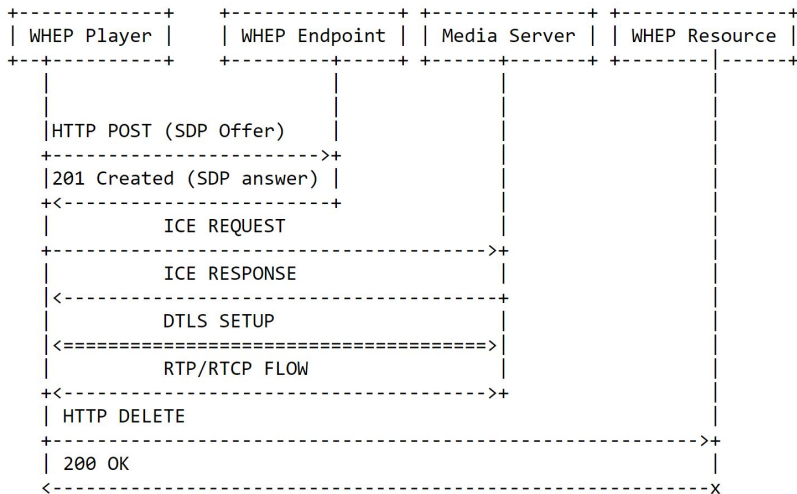 WHEP Player WHEP Endpoint Media Server WHEP Resource
HTTP POST (SDP Offer)
201 Created (SDP answer)
ICE REQUEST
ICE RESPONSE
DTLS SETUP
RTP/RTCP FLOW
HTTP DELETE
200 OK
x